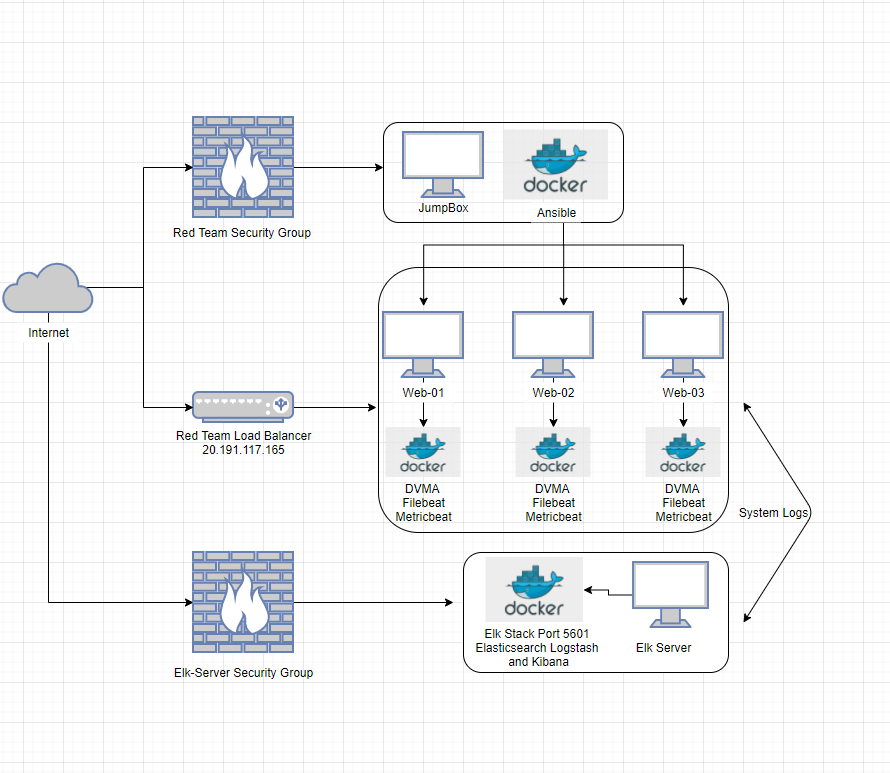 docker
JumpBox
Ansible
Red Team Security Group
Internet
Web-01
Web-02
Web-03
Red Team Load Balancer
20.191.117.165
docker
docker
docker
DVMA
Filebeat
Metricbeat
DVMA
Filebeat
Metricbeat
DVMA
Filebeat
Metricbeat
System Logs
docker
Elk Stack Port 5601
Elasticsearch Logstash
and Kibana
Elk Server
Elk-Server Security Group